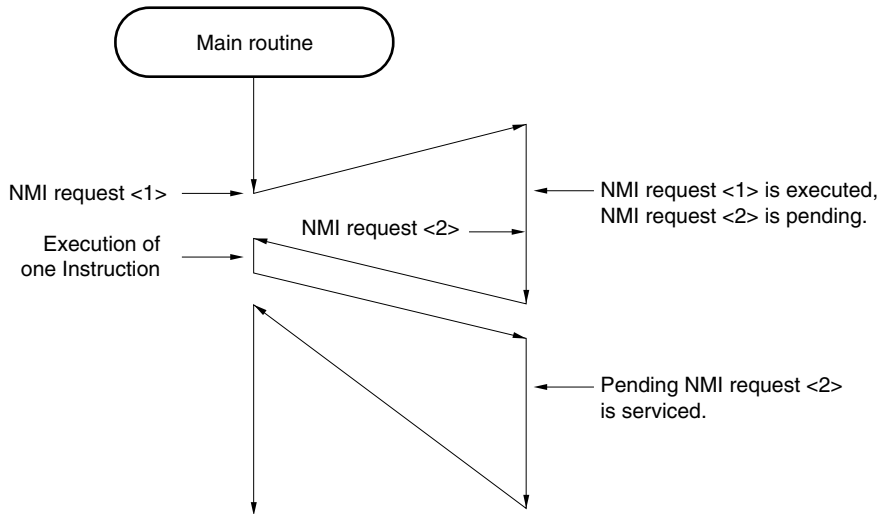 Main routine
NMI request <1>
NMI request <1> is executed,
NMI request <2> is pending.
NMI request <2>
Execution of
one Instruction
Pending NMI request <2>
is serviced.